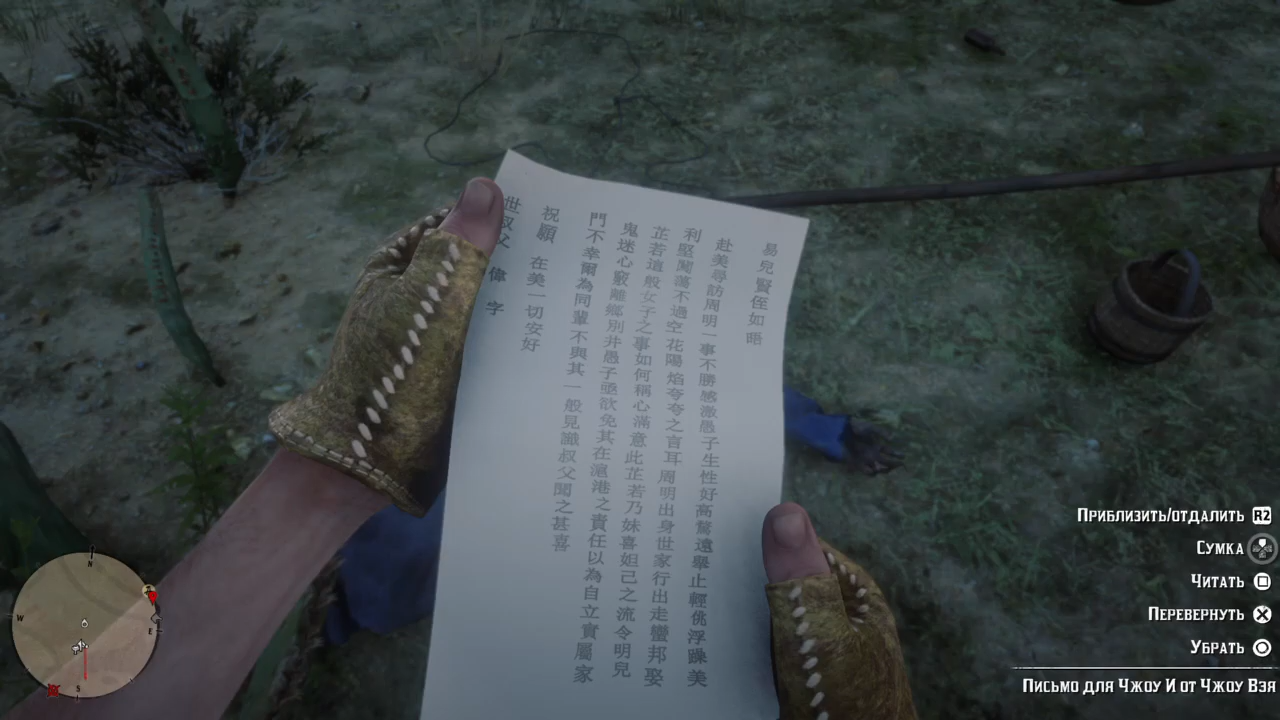 易兒賢侄如晤
赴美尋訪周明一事不勝感激愚子生性好高騖遠舉止輕佻浮躁美
利堅闖蕩不過空花陽焰夸夸之言耳周明出身世家行出走蠻邦娶
芷若這般女子之事如何稱心滿意此芷若乃妹喜妲己之流令明兒
鬼迷心竅離鄉別井愚子亟欲免其在滬港之責任以為自立實屬家
門不幸爾為同輩不與其一般見識叔父聞之甚喜
祝願 在美一切安好
世叔父 偉 字
Приблизить/отдалить R2
Сумка
Читать
Перевернуть
Убрать
Письмо для Чжоу И от Чжоу Взя
N
W
E
S